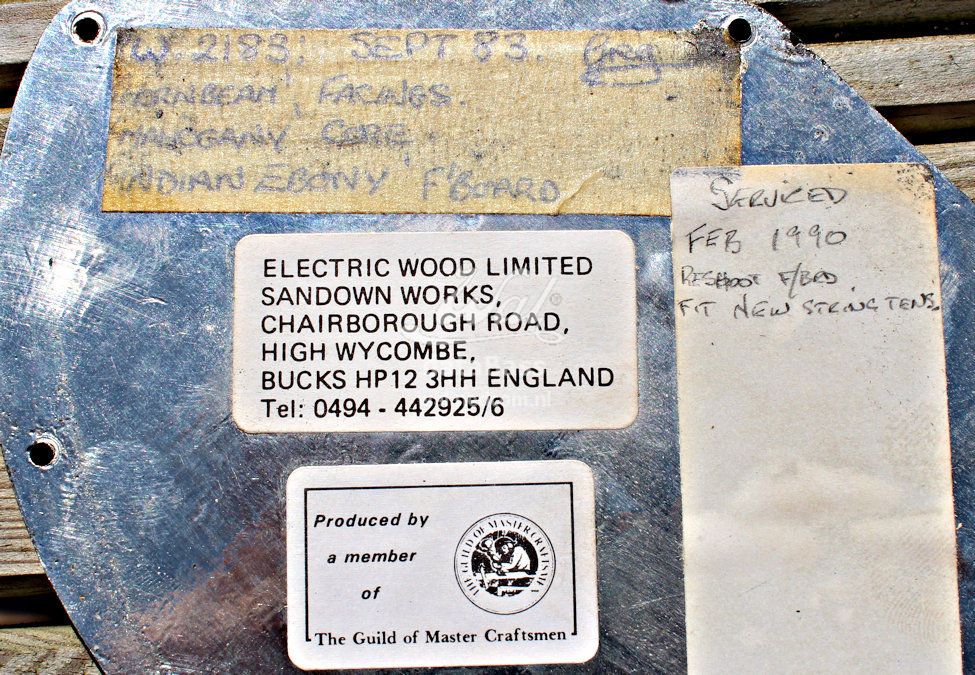 W. 2183, SEPT. 83.
HORNBEAM, FACINGS.
MAHOGANY CORE.
INDIAN EBONY F'BOARD
SERVICED
FEB 1990
RESHOOT F/BRD.
FIT NEW STRING TENS.
ELECTRIC WOOD LIMITED
SANDOWN WORKS,
CHAIRBOROUGH ROAD,
HIGH WYCOMBE,
BUCKS HP12 3HH ENGLAND
Tel: 0494 - 442925/6
Produced by
a member
of
THE GUILD OF MASTER CRAFTSMEN
The Guild of Master Craftsmen